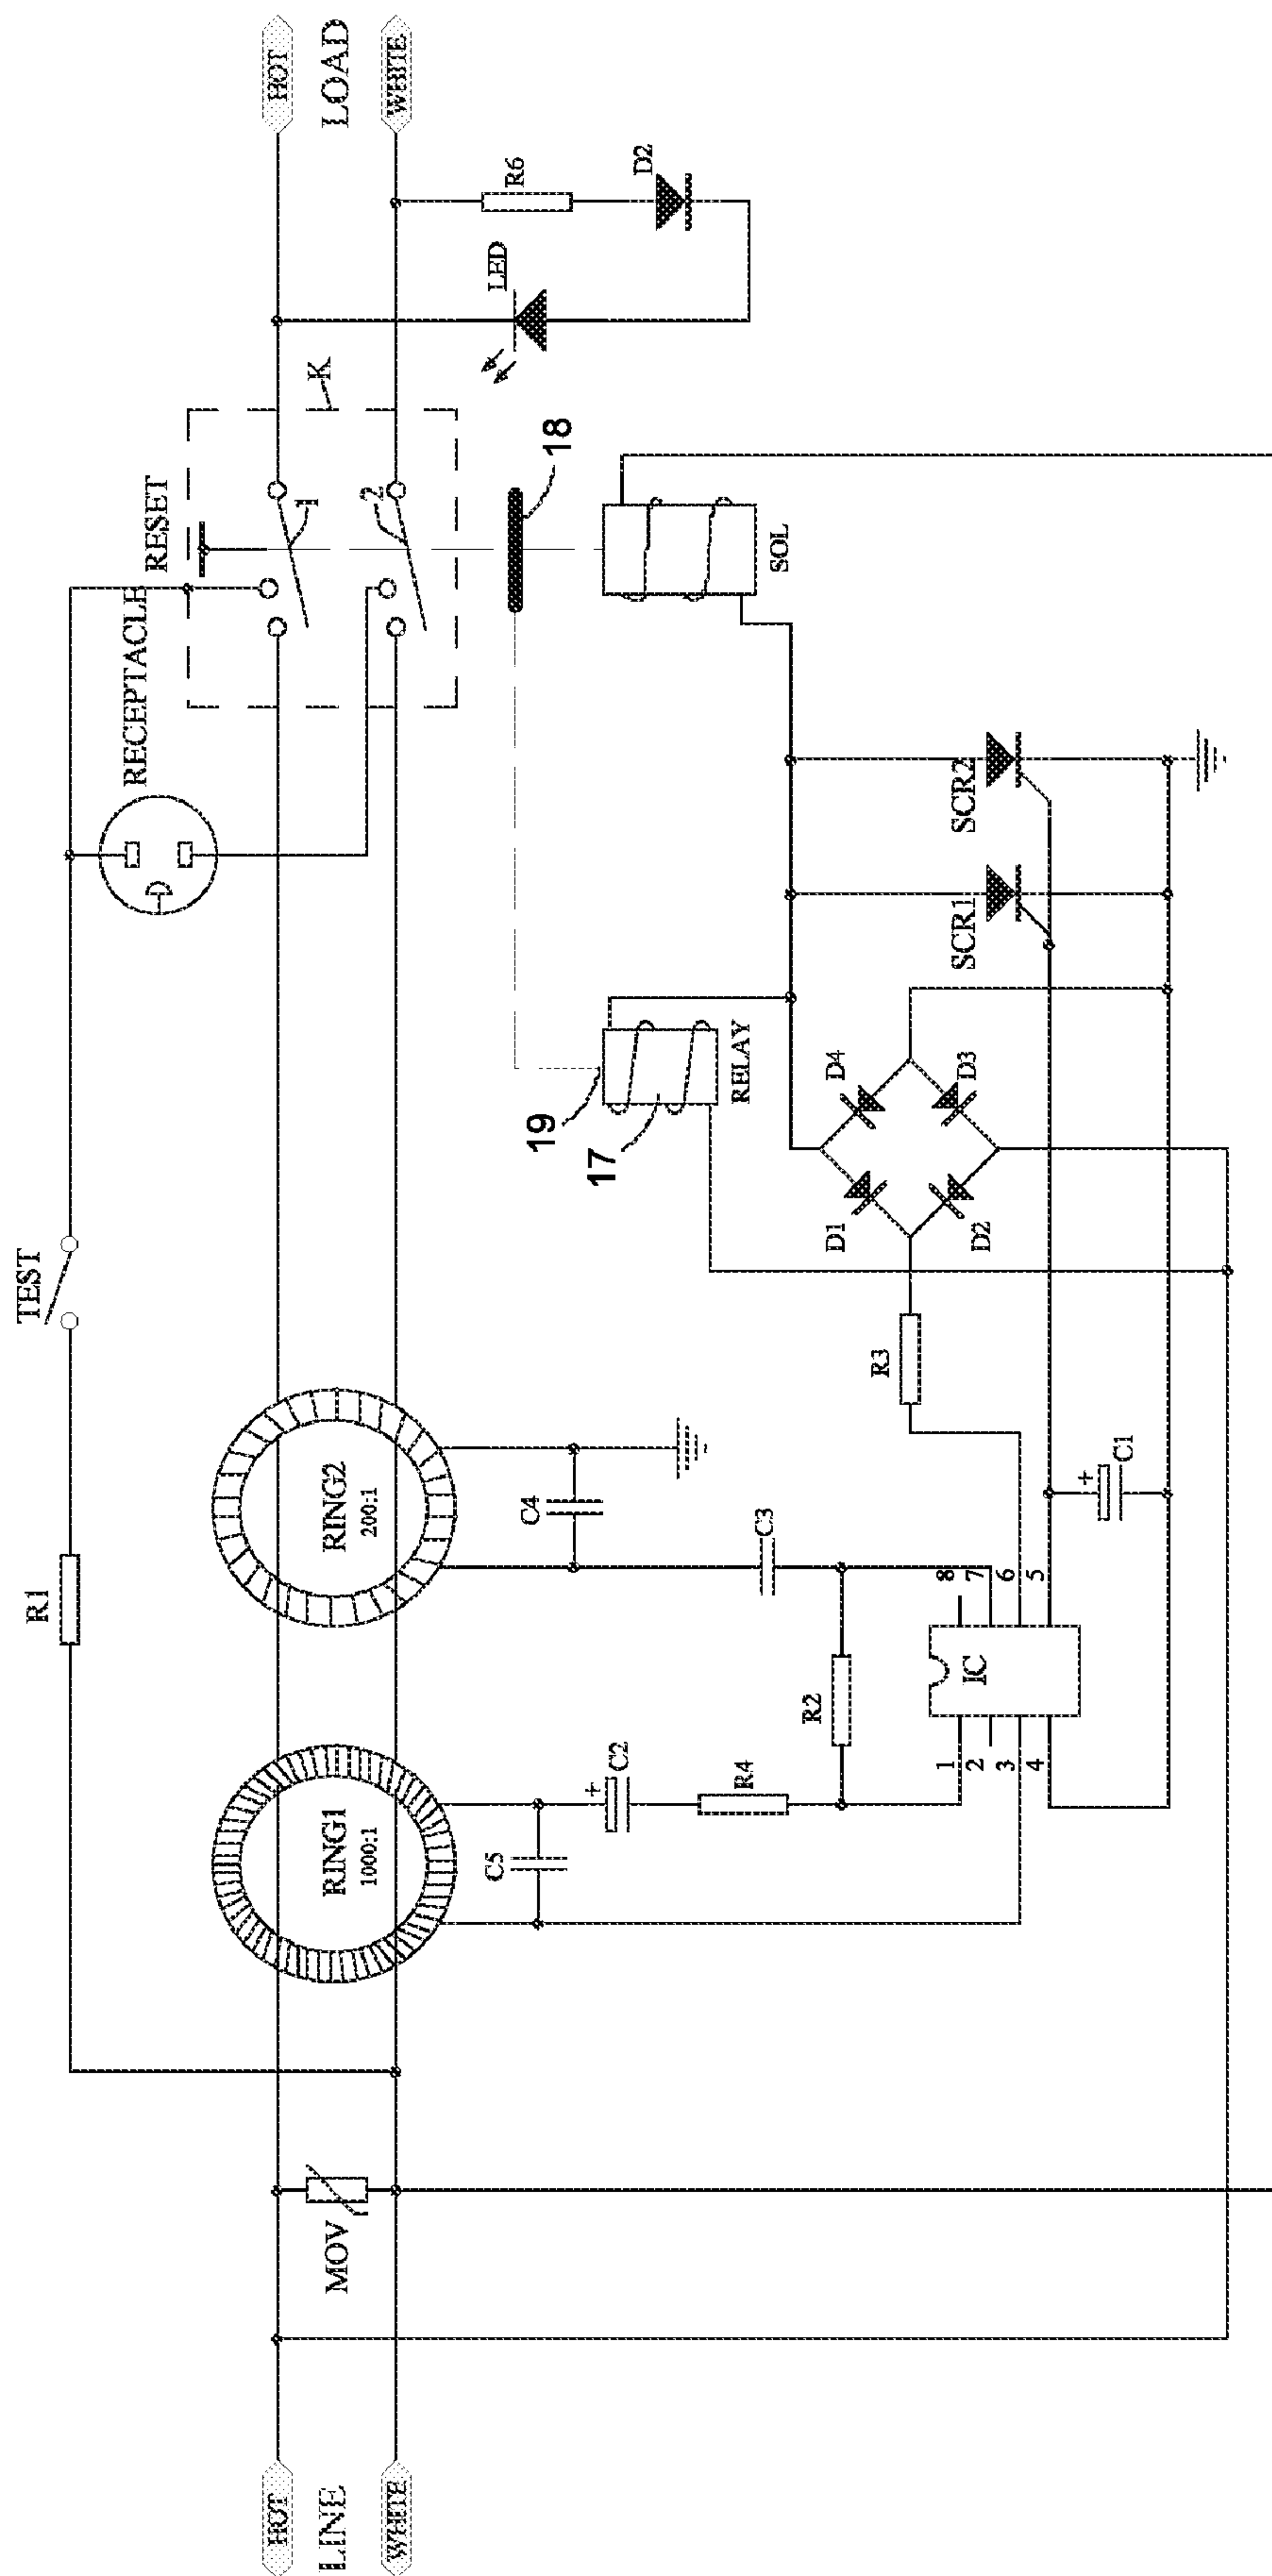 TEST
R1
RECEPTACLE
RESET
HOT
LINE
WHITE
MOV
RING1
1000:1
RING2
200:1
1
2
K
HOT
LOAD
WHITE
C5
C2
R4
R2
C4
C3
19
17
RELAY
18
SOL
LED
R6
D2
IC
1
2
3
4
8
7
6
5
R3
D1
D4
D2
D3
C1
+
+
SCR1
SCR2